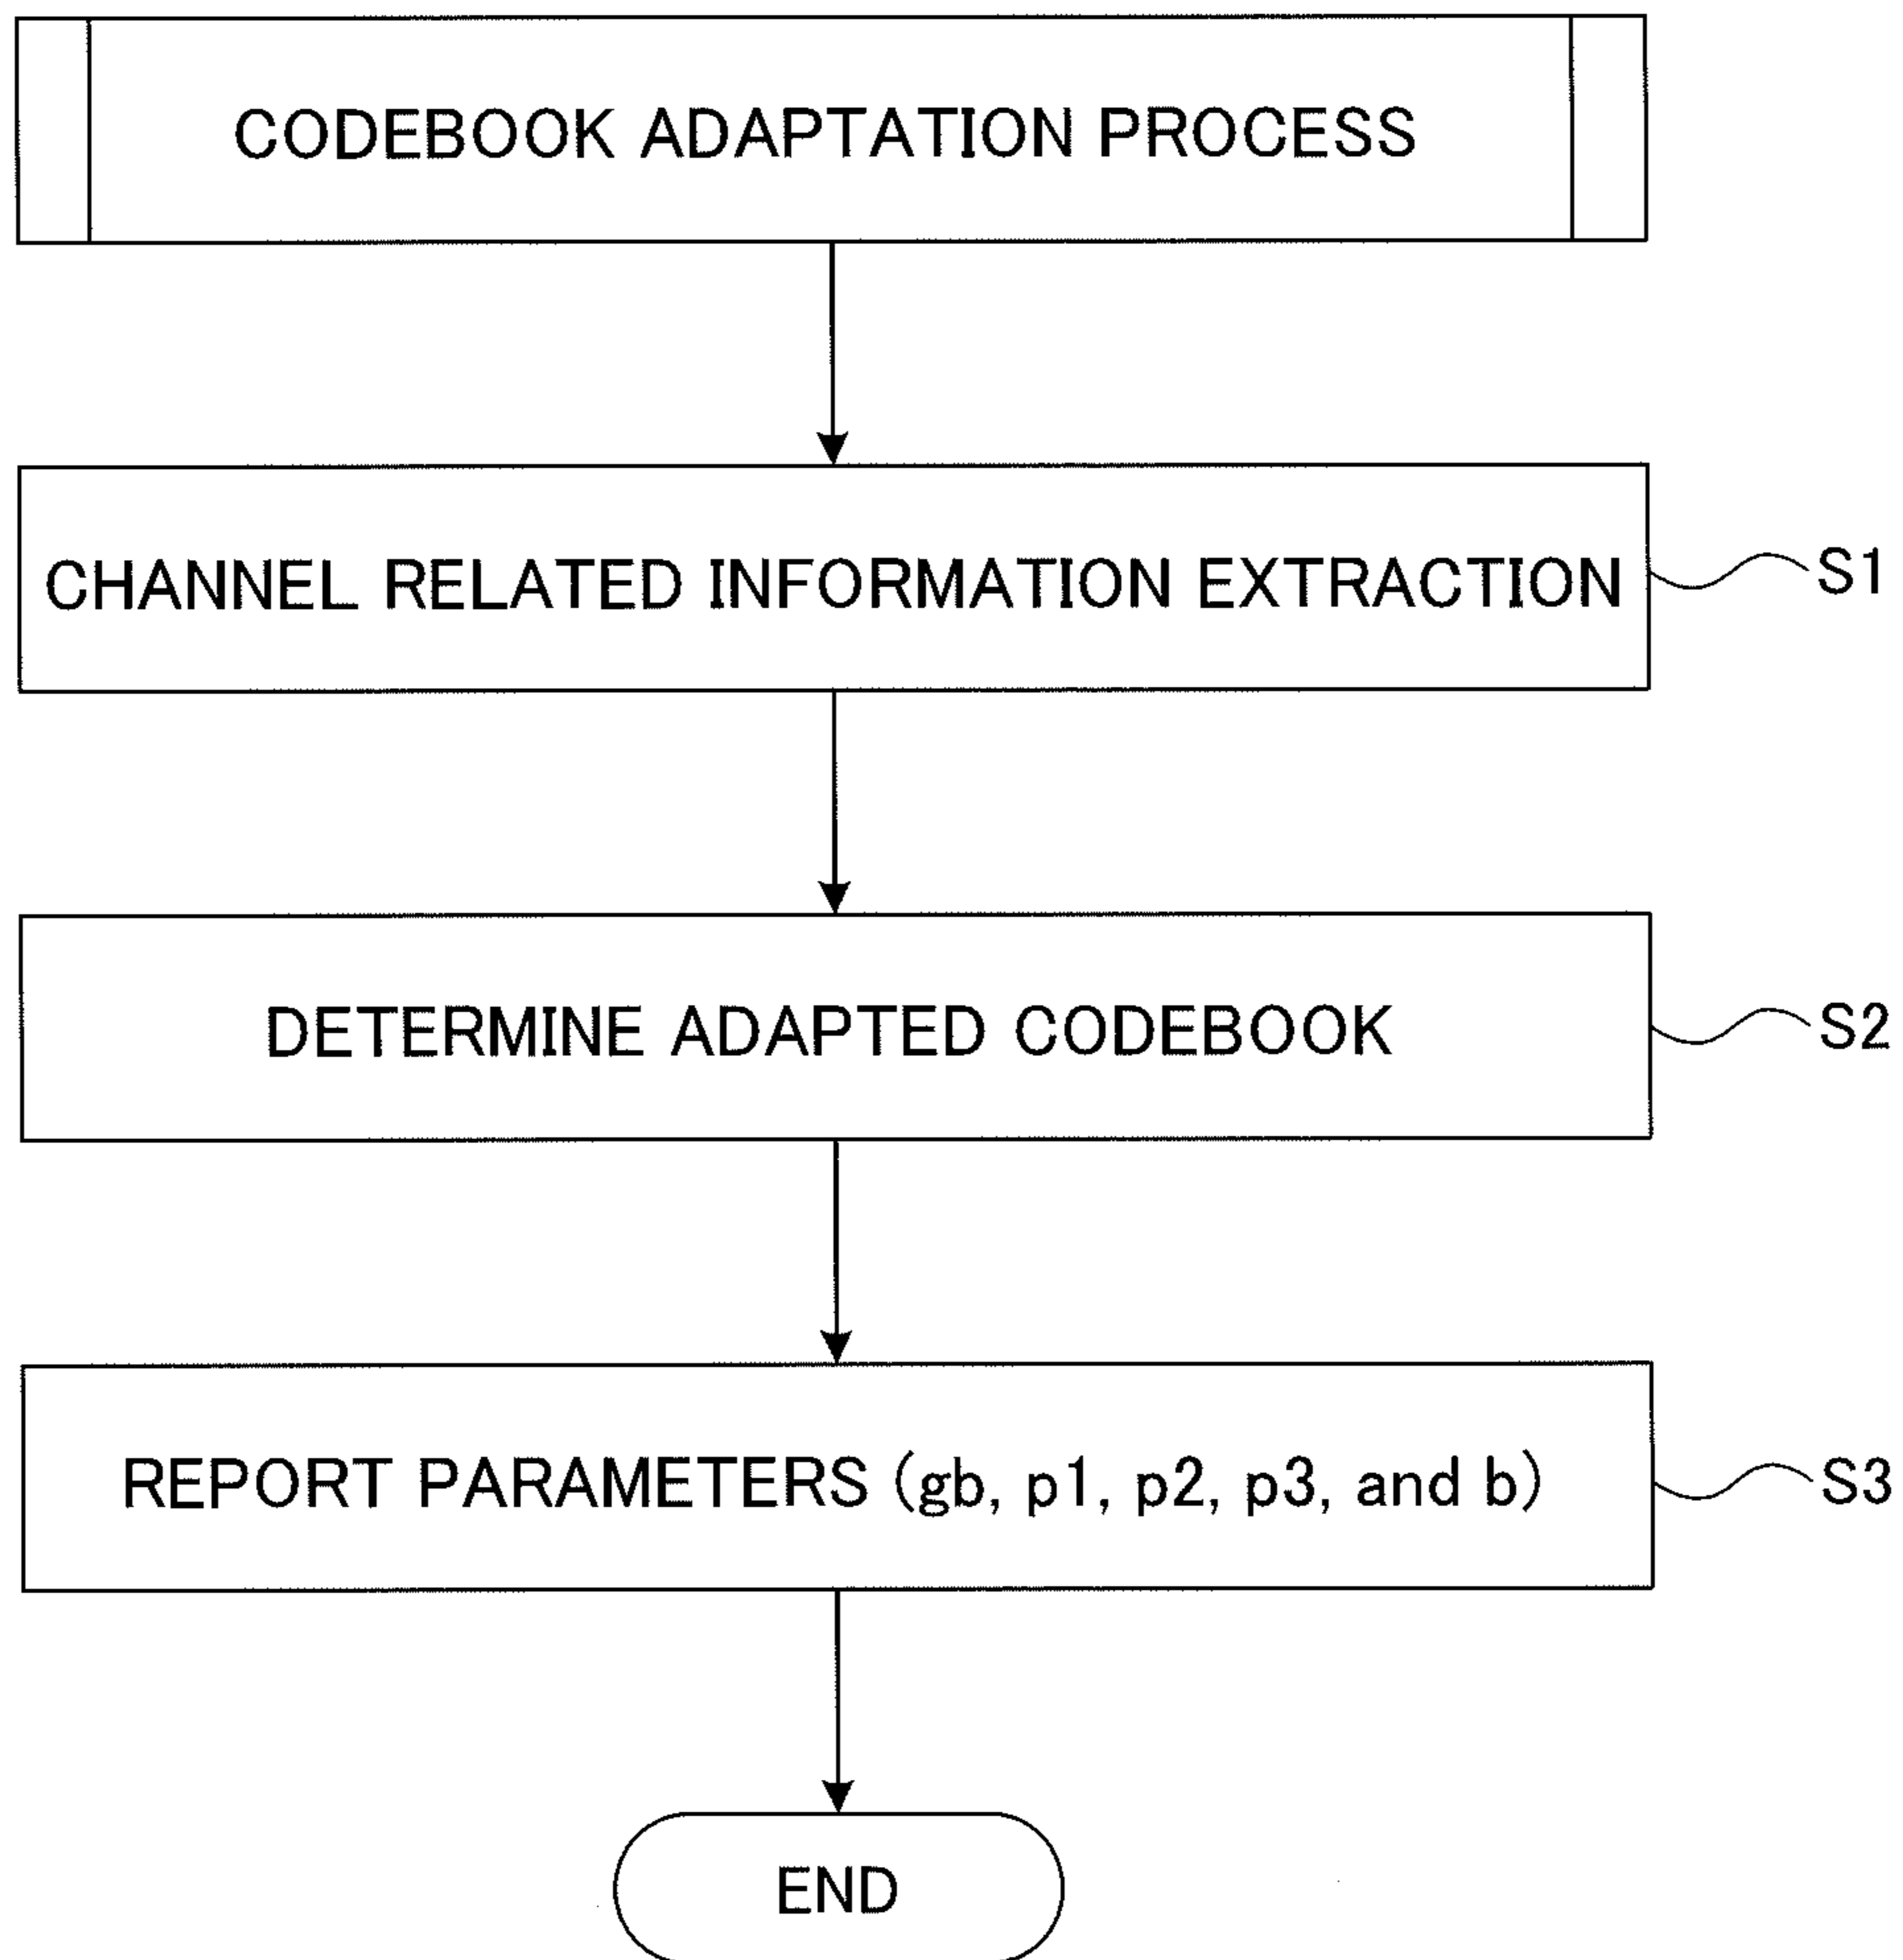 CODEBOOK ADAPTATION PROCESS
CHANNEL RELATED INFORMATION EXTRACTION
S1
DETERMINE ADAPTED CODEBOOK
S2
REPORT PARAMETERS (gb, p1, p2, p3, and b)
S3
END